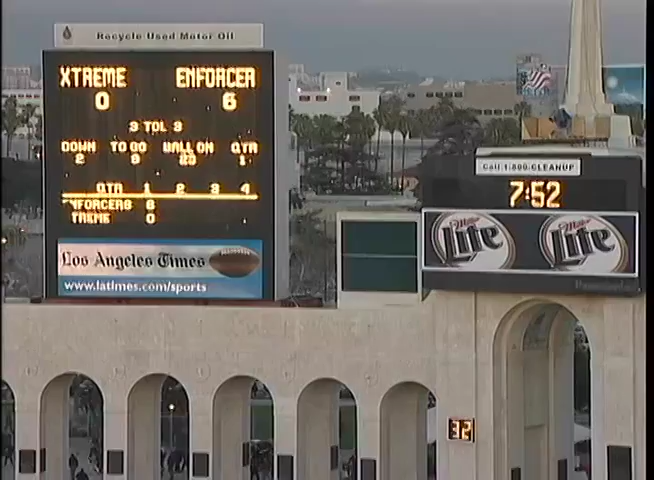 Recycle Used Motor Oil
XTREME ENFORCER
0 6
3 TOL 3
DOWN TO GO BALL ON QTR
2 1
QTR 1 2 3 4
ENFORCERS 6
XTREME 0
Los Angeles Times
www.latimes.com/sports
Call 1·800·CLEANUP
7:52
Miller Lite Miller Lite
32